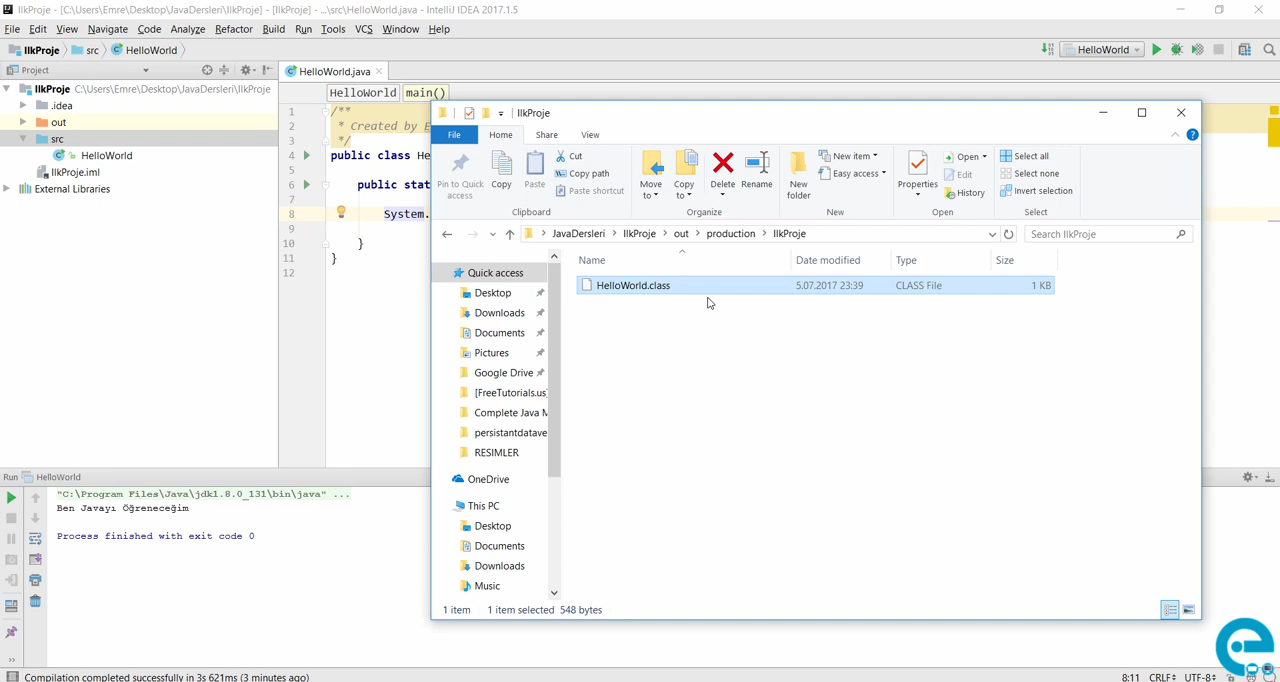 IlkProje - [C:\Users\Emre\Desktop\JavaDersleri\IlkProje] - [IlkProje] - ...\src\HelloWorld.java - IntelliJ IDEA 2017.1.5
File Edit View Navigate Code Analyze Refactor Build Run Tools VCS Window Help
IlkProje src HelloWorld
HelloWorld
Project
HelloWorld.java
IlkProje C:\Users\Emre\Desktop\JavaDersleri\IlkProje
.idea
out
src
HelloWorld
IlkProje.iml
External Libraries
HelloWorld main()
1 /**
2 * Created by
3 */
4 public class
5
6 public
7
8 System.
9
10 }
11 }
12
IlkProje
File Home Share View
Pin to Quick access
Copy
Paste
Cut
Copy path
Paste shortcut
Clipboard
Move to
Copy to
Delete
Rename
Organize
New folder
New item
Easy access
New
Properties
Open
Edit
History
Open
Select all
Select none
Invert selection
Select
JavaDersleri > IlkProje > out > production > IlkProje
Search IlkProje
Name Date modified Type Size
HelloWorld.class 5.07.2017 23:39 CLASS File 1 KB
Quick access
Desktop
Downloads
Documents
Pictures
Google Drive
[FreeTutorials.us]
Complete Java M
persistantdatave
RESIMLER
OneDrive
This PC
Desktop
Documents
Downloads
Music
1 item 1 item selected 548 bytes
Run HelloWorld
"C:\Program Files\Java\jdk1.8.0_131\bin\java" ...
Ben Javayı Öğreneceğim
Process finished with exit code 0
Compilation completed successfully in 3s 621ms (3 minutes ago)
8:11 CRLF UTF-8